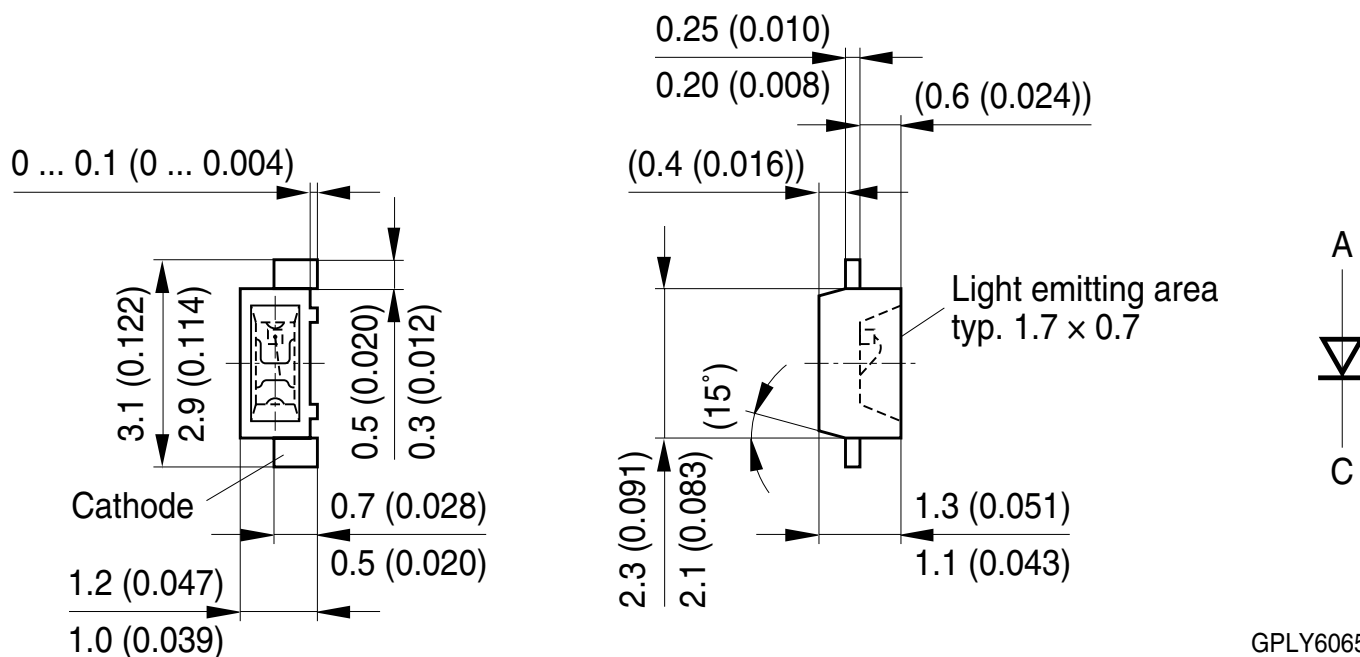 0.25 (0.010)
0.20 (0.008)
(0.6 (0.024))
0 ... 0.1 (0 ... 0.004)
(0.4 (0.016))
3.1 (0.122)
2.9 (0.114)
0.5 (0.020)
0.3 (0.012)
Cathode
0.7 (0.028)
0.5 (0.020)
1.2 (0.047)
1.0 (0.039)
Light emitting area
typ. 1.7 × 0.7
(15°)
2.3 (0.091)
2.1 (0.083)
1.3 (0.051)
1.1 (0.043)
A
C
GPLY6065